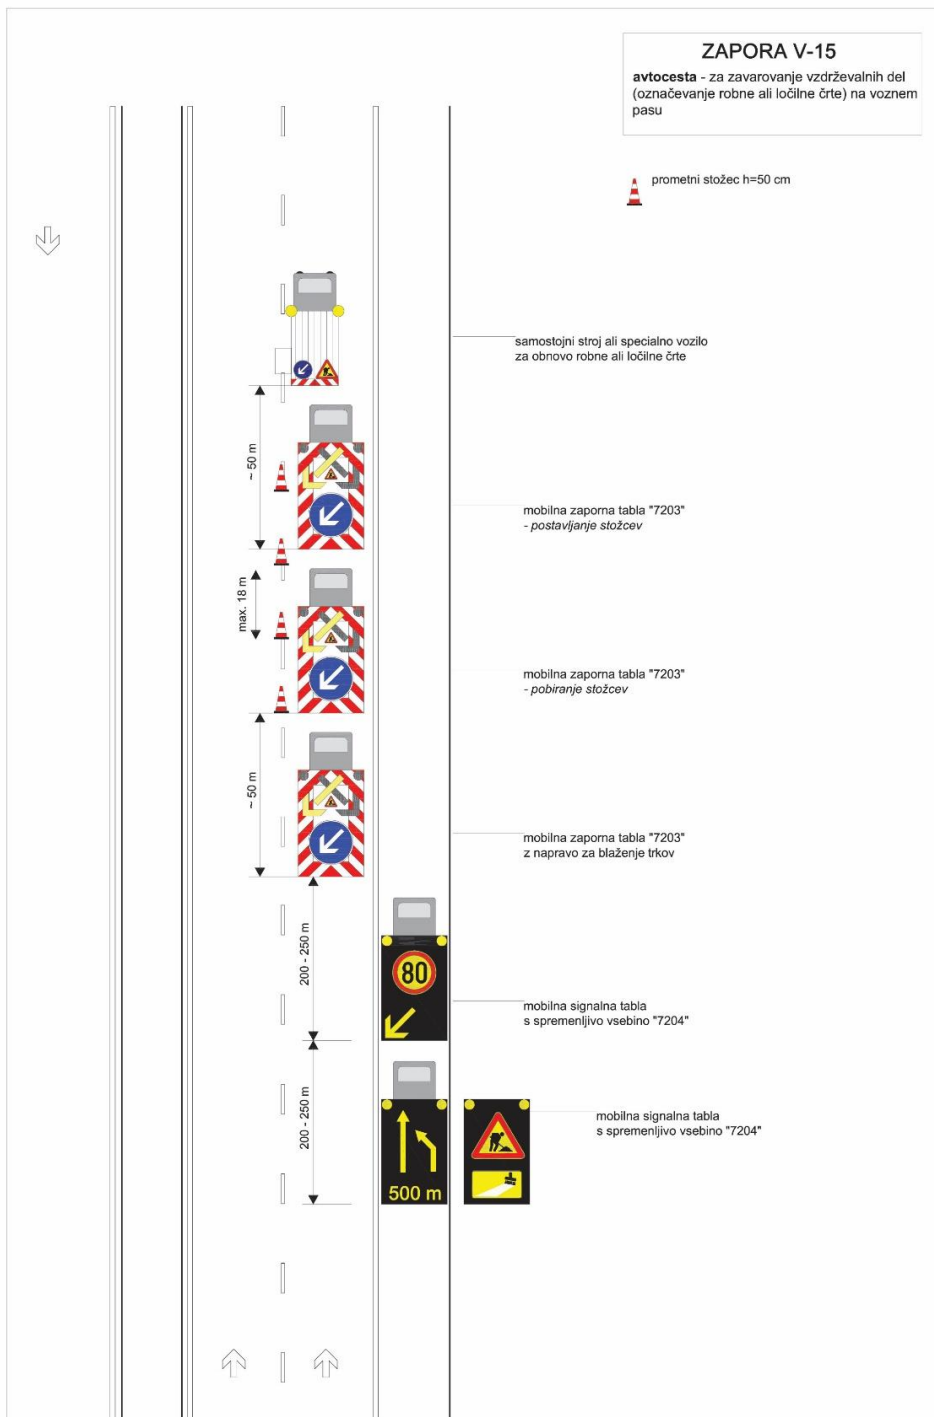 ZAPORA V-15
avtocesta - za zavarovanje vzdrževalnih del
(označevanje robne ali ločilne črte) na voznem
pasu
prometni stožec h=50 cm
samostojni stroj ali specialno vozilo
za obnovo robne ali ločilne črte
~ 50 m
mobilna zaporna tabla "7203"
- postavljanje stožcev
max. 18 m
mobilna zaporna tabla "7203"
- pobiranje stožcev
~ 50 m
mobilna zaporna tabla "7203"
z napravo za blaženje trkov
200 - 250 m
80
mobilna signalna tabla
s spremenljivo vsebino "7204"
200 - 250 m
mobilna signalna tabla
s spremenljivo vsebino "7204"
500 m